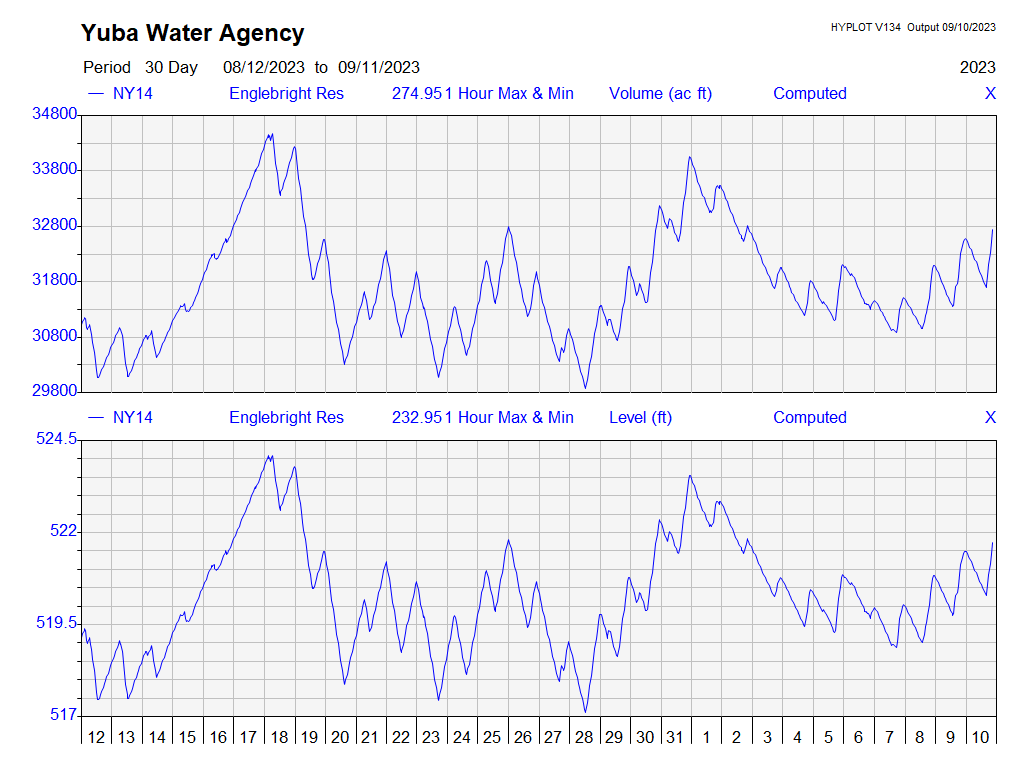 Yuba Water Agency
HYPLOT V134 Output 09/10/2023
Period 30 Day 08/12/2023 to 09/11/2023 2023
NY14 Englebright Res 274.951 Hour Max & Min Volume (ac ft) Computed X
34800
33800
32800
31800
30800
29800
NY14 Englebright Res 232.951 Hour Max & Min Level (ft) Computed X
524.5
522
519.5
517
12 13 14 15 16 17 18 19 20 21 22 23 24 25 26 27 28 29 30 31 1 2 3 4 5 6 7 8 9 10